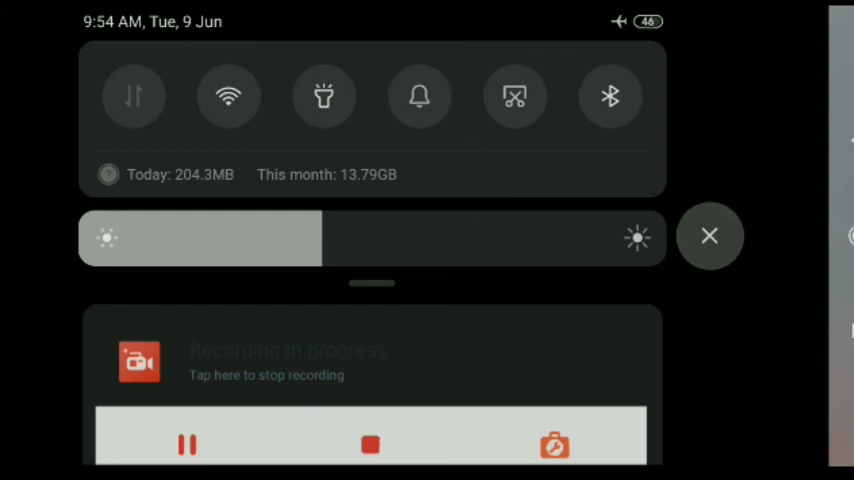 9:54 AM, Tue, 9 Jun 46
Today: 204.3MB This month: 13.79GB
Recording in progress
Tap here to stop recording